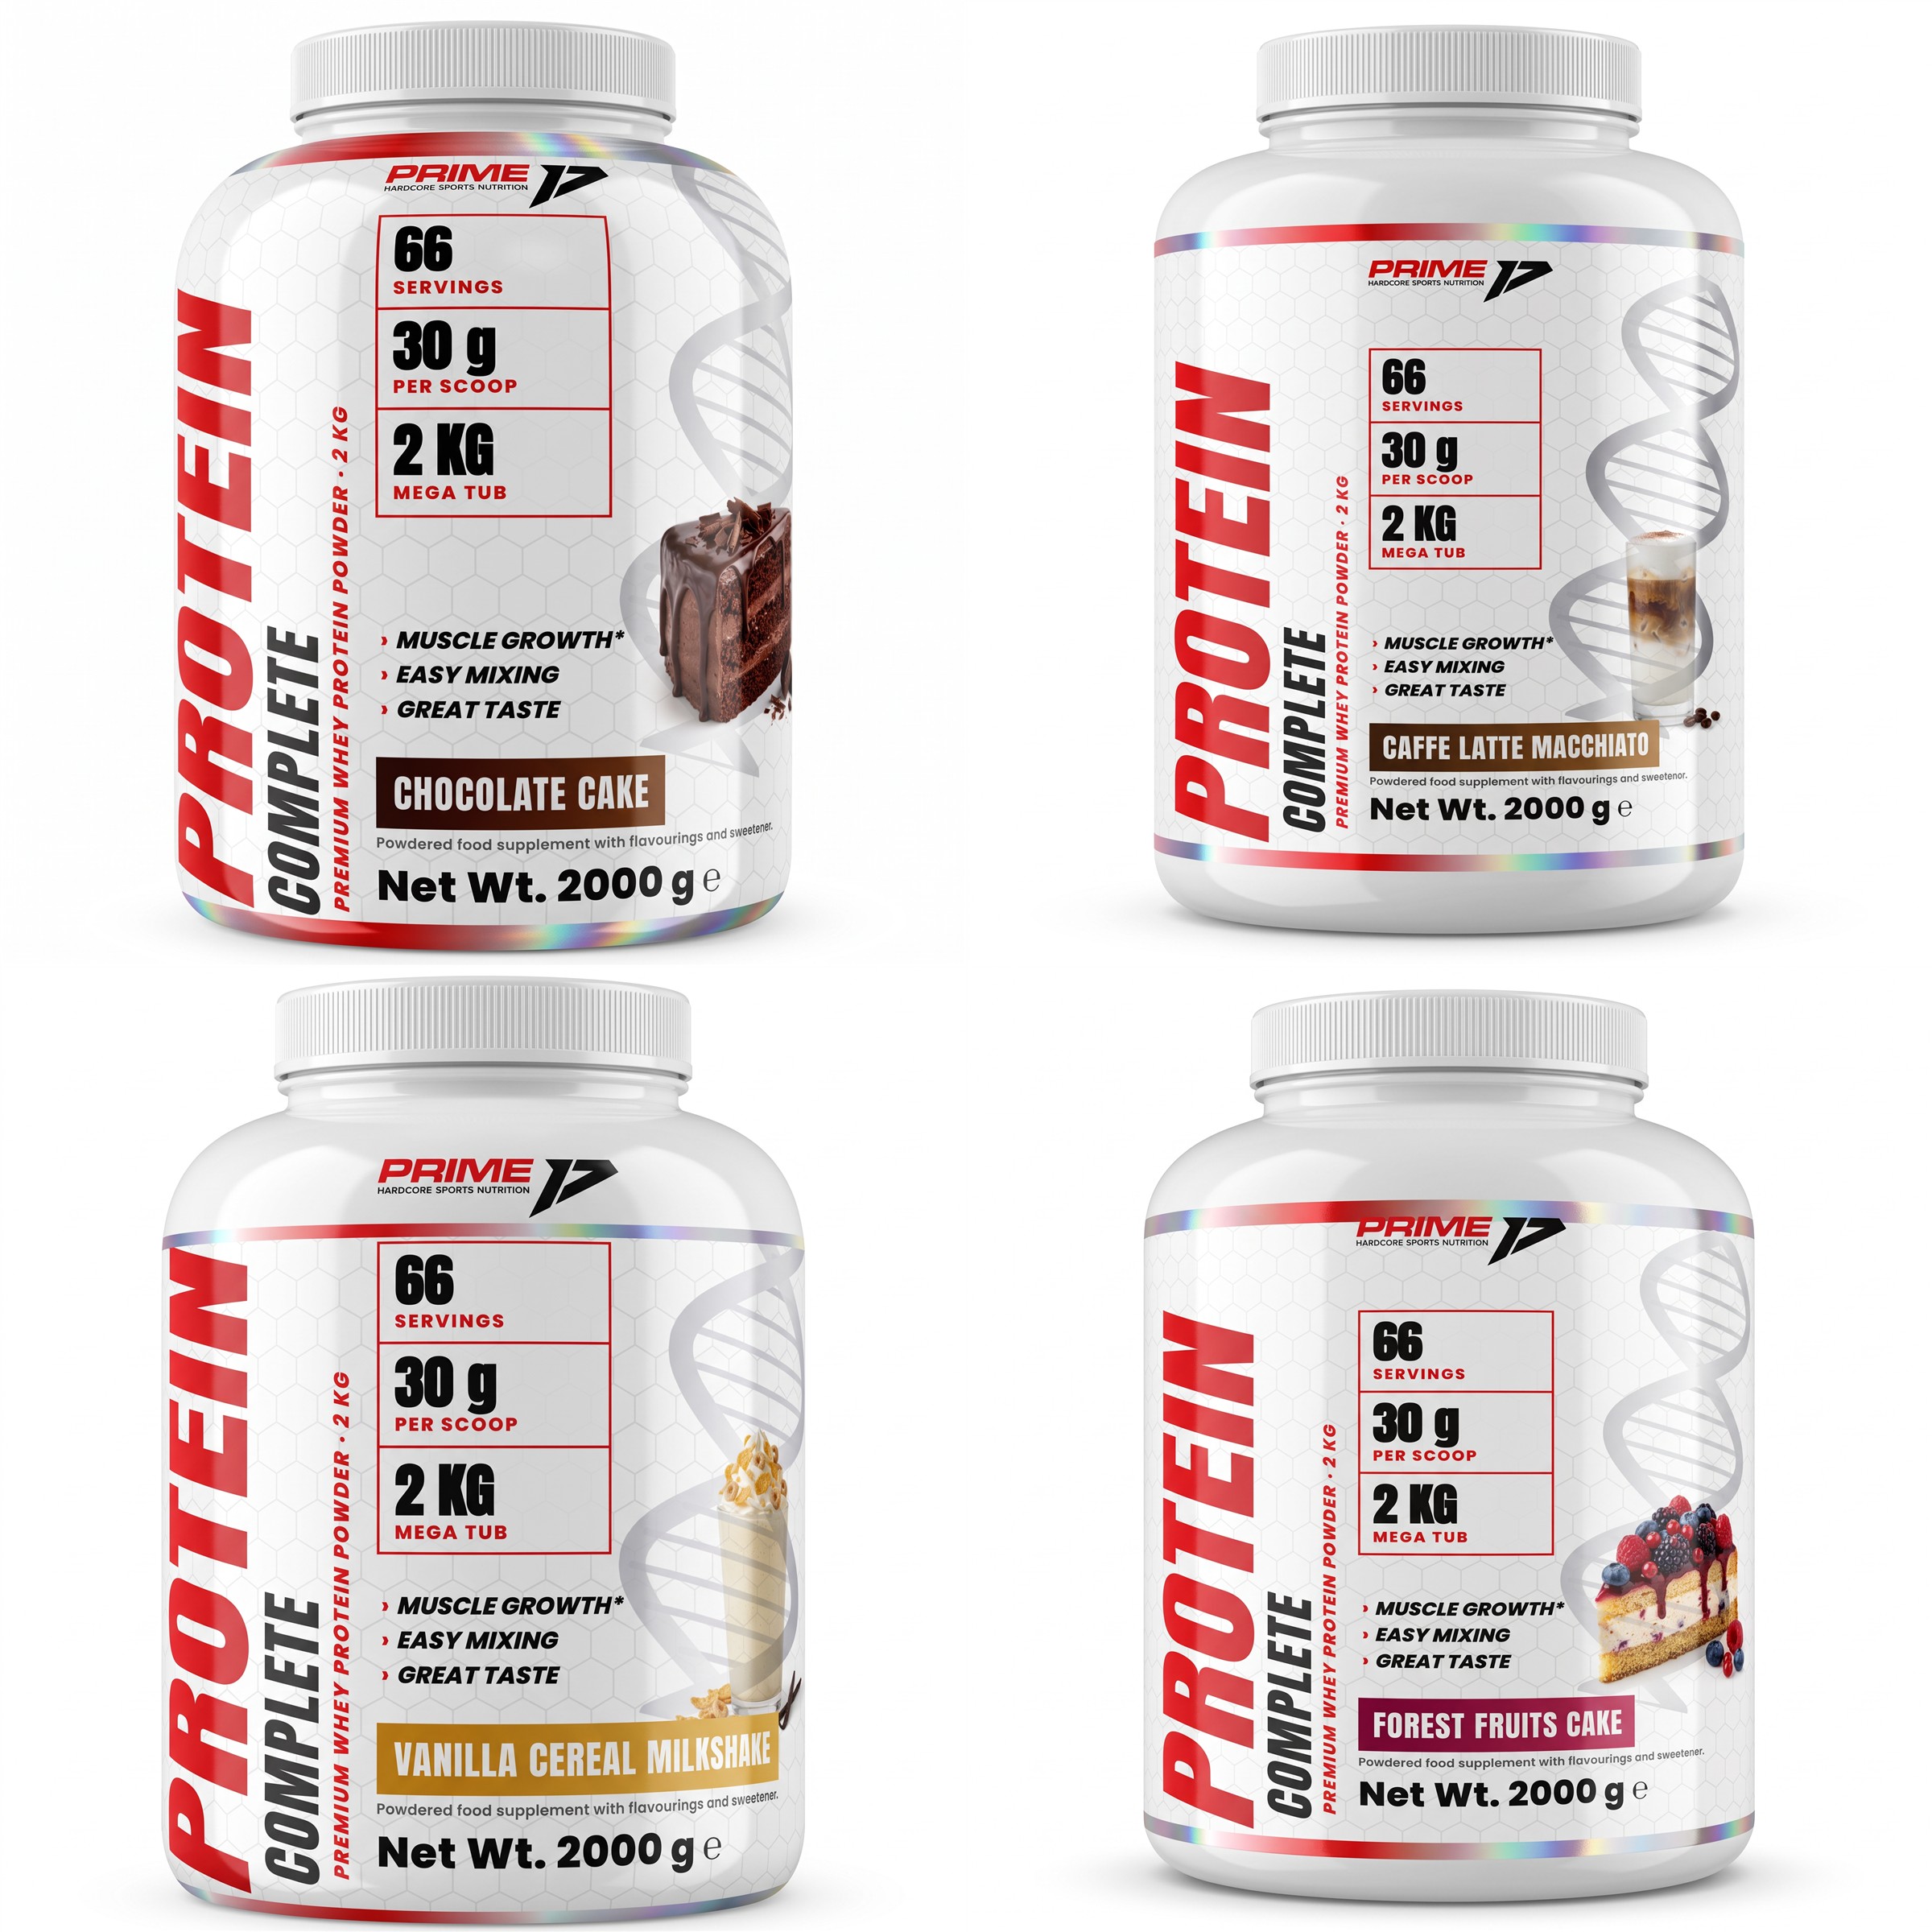 PRIME
HARDCORE SPORTS NUTRITION
66
SERVINGS
30 g
PER SCOOP
2 KG
MEGA TUB
PROTEIN
COMPLETE
PREMIUM WHEY PROTEIN POWDER · 2 KG
› MUSCLE GROWTH*
› EASY MIXING
› GREAT TASTE
CHOCOLATE CAKE
Powdered food supplement with flavourings and sweetener.
Net Wt. 2000 g ℮
PRIME
HARDCORE SPORTS NUTRITION
66
SERVINGS
30 g
PER SCOOP
2 KG
MEGA TUB
PROTEIN
COMPLETE
PREMIUM WHEY PROTEIN POWDER · 2 KG
› MUSCLE GROWTH*
› EASY MIXING
› GREAT TASTE
CAFFE LATTE MACCHIATO
Powdered food supplement with flavourings and sweetenor.
Net Wt. 2000 g ℮
PRIME
HARDCORE SPORTS NUTRITION
66
SERVINGS
30 g
PER SCOOP
2 KG
MEGA TUB
PROTEIN
COMPLETE
PREMIUM WHEY PROTEIN POWDER · 2 KG
› MUSCLE GROWTH*
› EASY MIXING
› GREAT TASTE
VANILLA CEREAL MILKSHAKE
Powdered food supplement with flavourings and sweetener.
Net Wt. 2000 g ℮
PRIME
HARDCORE SPORTS NUTRITION
66
SERVINGS
30 g
PER SCOOP
2 KG
MEGA TUB
PROTEIN
COMPLETE
PREMIUM WHEY PROTEIN POWDER · 2 KG
› MUSCLE GROWTH*
› EASY MIXING
› GREAT TASTE
FOREST FRUITS CAKE
Powdered food supplement with flavourings and sweetener.
Net Wt. 2000 g ℮